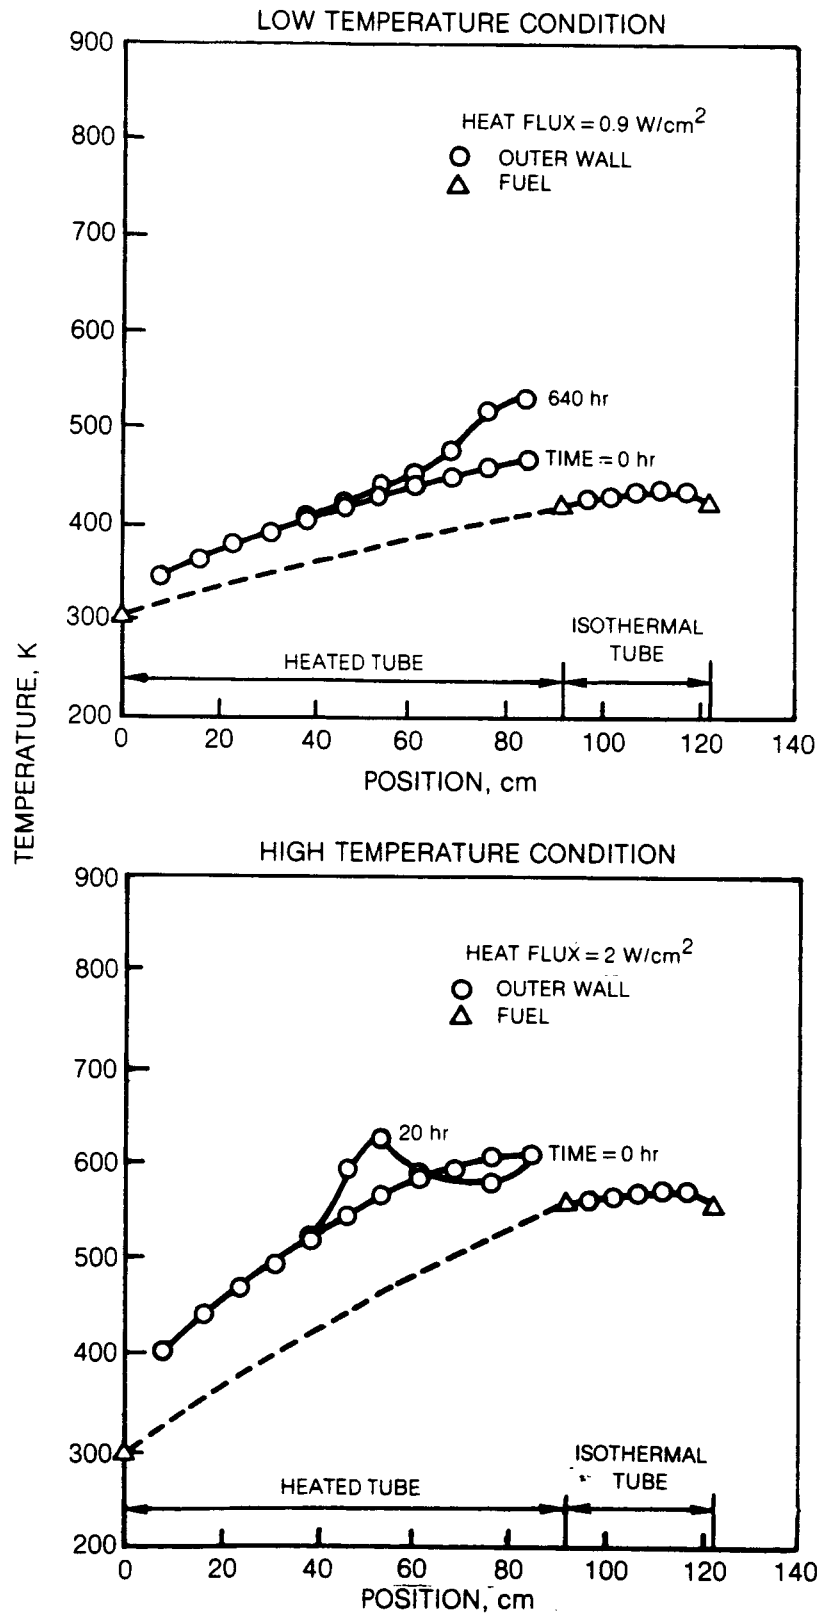 LOW TEMPERATURE CONDITION
900
HEAT FLUX = 0.9 W/cm2
800
OUTER WALL
FUEL
700
600
640 hr
500
TIME = 0 hr
400
300
ISOTHERMAL
TUBE
HEATED TUBE
200
0 20 40 60 80 100 120 140
POSITION, cm
TEMPERATURE, K
HIGH TEMPERATURE CONDITION
900
HEAT FLUX = 2 W/cm2
800
OUTER WALL
FUEL
700
20 hr
600
TIME = 0 hr
500
400
300
ISOTHERMAL
TUBE
HEATED TUBE
200
0 20 40 60 80 100 120 140
POSITION, cm